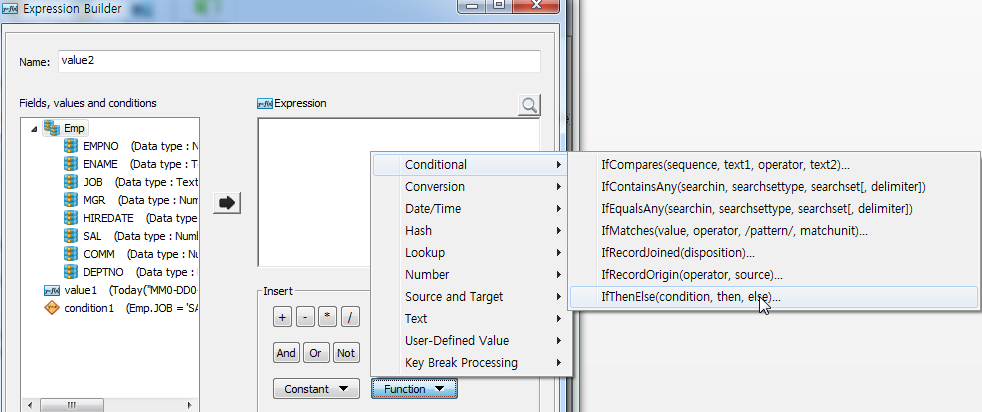 Expression Builder
Name: value2
Fields, values and conditions
Emp
EMPNO (Data type : N
ENAME (Data type : T
JOB (Data type : Text
MGR (Data type : Num
HIREDATE (Data type
SAL (Data type : Numl
COMM (Data type : N
DEPTNO (Data type :
value1 (Today("MM0-DD0-
condition1 (Emp.JOB = 'SA
Expression
Insert
+ - * /
And Or Not
Constant Function
Conditional
Conversion
Date/Time
Hash
Lookup
Number
Source and Target
Text
User-Defined Value
Key Break Processing
IfCompares(sequence, text1, operator, text2)...
IfContainsAny(searchin, searchsettype, searchset[, delimiter])
IfEqualsAny(searchin, searchsettype, searchset[, delimiter])
IfMatches(value, operator, /pattern/, matchunit)...
IfRecordJoined(disposition)...
IfRecordOrigin(operator, source)...
IfThenElse(condition, then, else)...